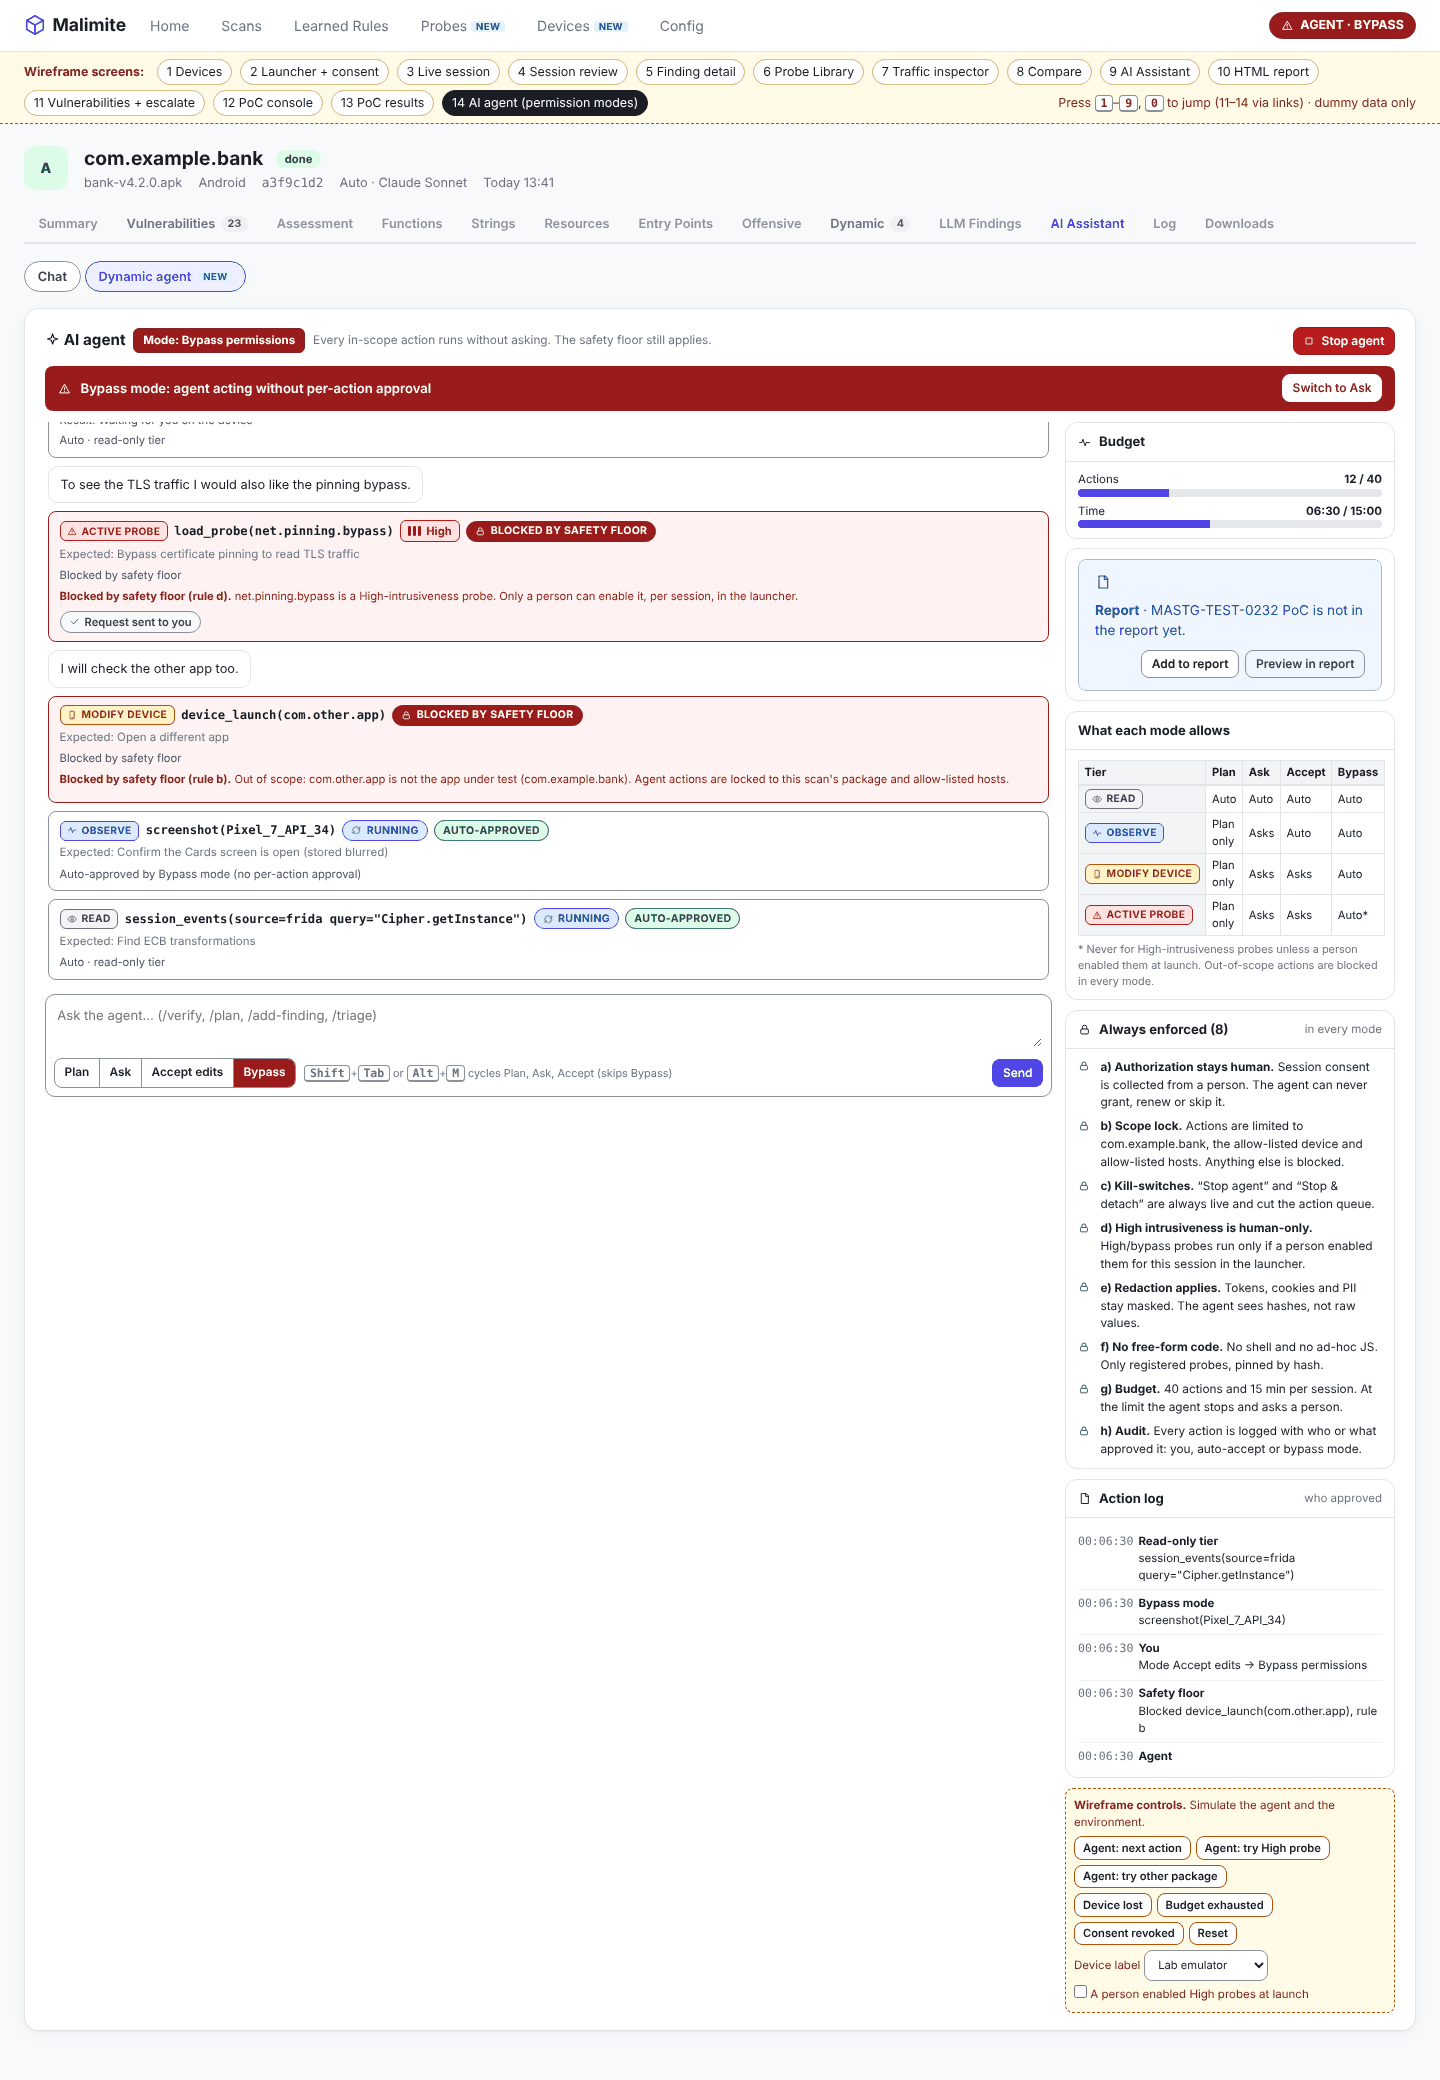 Malimite Home Scans Learned Rules Probes NEW Devices NEW Config AGENT · BYPASS
Wireframe screens: 1 Devices 2 Launcher + consent 3 Live session 4 Session review 5 Finding detail 6 Probe Library 7 Traffic inspector 8 Compare 9 AI Assistant 10 HTML report
11 Vulnerabilities + escalate 12 PoC console 13 PoC results 14 AI agent (permission modes) Press 1–9, 0 to jump (11–14 via links) · dummy data only
A
com.example.bank done
bank-v4.2.0.apk Android a3f9c1d2 Auto · Claude Sonnet Today 13:41
Summary Vulnerabilities 23 Assessment Functions Strings Resources Entry Points Offensive Dynamic 4 LLM Findings AI Assistant Log Downloads
Chat Dynamic agent NEW
AI agent Mode: Bypass permissions Every in-scope action runs without asking. The safety floor still applies. Stop agent
Bypass mode: agent acting without per-action approval Switch to Ask
Result: Waiting for you on the device
Auto · read-only tier
To see the TLS traffic I would also like the pinning bypass.
ACTIVE PROBE load_probe(net.pinning.bypass) High BLOCKED BY SAFETY FLOOR
Expected: Bypass certificate pinning to read TLS traffic
Blocked by safety floor
Blocked by safety floor (rule d). net.pinning.bypass is a High-intrusiveness probe. Only a person can enable it, per session, in the launcher.
Request sent to you
I will check the other app too.
MODIFY DEVICE device_launch(com.other.app) BLOCKED BY SAFETY FLOOR
Expected: Open a different app
Blocked by safety floor
Blocked by safety floor (rule b). Out of scope: com.other.app is not the app under test (com.example.bank). Agent actions are locked to this scan's package and allow-listed hosts.
OBSERVE screenshot(Pixel_7_API_34) RUNNING AUTO-APPROVED
Expected: Confirm the Cards screen is open (stored blurred)
Auto-approved by Bypass mode (no per-action approval)
READ session_events(source=frida query="Cipher.getInstance") RUNNING AUTO-APPROVED
Expected: Find ECB transformations
Auto · read-only tier
Ask the agent... (/verify, /plan, /add-finding, /triage)
Plan Ask Accept edits Bypass Shift+Tab or Alt+M cycles Plan, Ask, Accept (skips Bypass) Send
Budget
Actions 12 / 40
Time 06:30 / 15:00
Report · MASTG-TEST-0232 PoC is not in
the report yet.
Add to report Preview in report
What each mode allows
Tier Plan Ask Accept Bypass
READ Auto Auto Auto Auto
OBSERVE Plan only Asks Auto Auto
MODIFY DEVICE Plan only Asks Asks Auto
ACTIVE PROBE Plan only Asks Asks Auto*
* Never for High-intrusiveness probes unless a person
enabled them at launch. Out-of-scope actions are blocked
in every mode.
Always enforced (8) in every mode
a) Authorization stays human. Session consent
is collected from a person. The agent can never
grant, renew or skip it.
b) Scope lock. Actions are limited to
com.example.bank, the allow-listed device and
allow-listed hosts. Anything else is blocked.
c) Kill-switches. “Stop agent” and “Stop &
detach” are always live and cut the action queue.
d) High intrusiveness is human-only.
High/bypass probes run only if a person enabled
them for this session in the launcher.
e) Redaction applies. Tokens, cookies and PII
stay masked. The agent sees hashes, not raw
values.
f) No free-form code. No shell and no ad-hoc JS.
Only registered probes, pinned by hash.
g) Budget. 40 actions and 15 min per session. At
the limit the agent stops and asks a person.
h) Audit. Every action is logged with who or what
approved it: you, auto-accept or bypass mode.
Action log who approved
00:06:30 Read-only tier
session_events(source=frida
query="Cipher.getInstance")
00:06:30 Bypass mode
screenshot(Pixel_7_API_34)
00:06:30 You
Mode Accept edits → Bypass permissions
00:06:30 Safety floor
Blocked device_launch(com.other.app), rule
b
00:06:30 Agent
Wireframe controls. Simulate the agent and the
environment.
Agent: next action Agent: try High probe
Agent: try other package
Device lost Budget exhausted
Consent revoked Reset
Device label Lab emulator
A person enabled High probes at launch